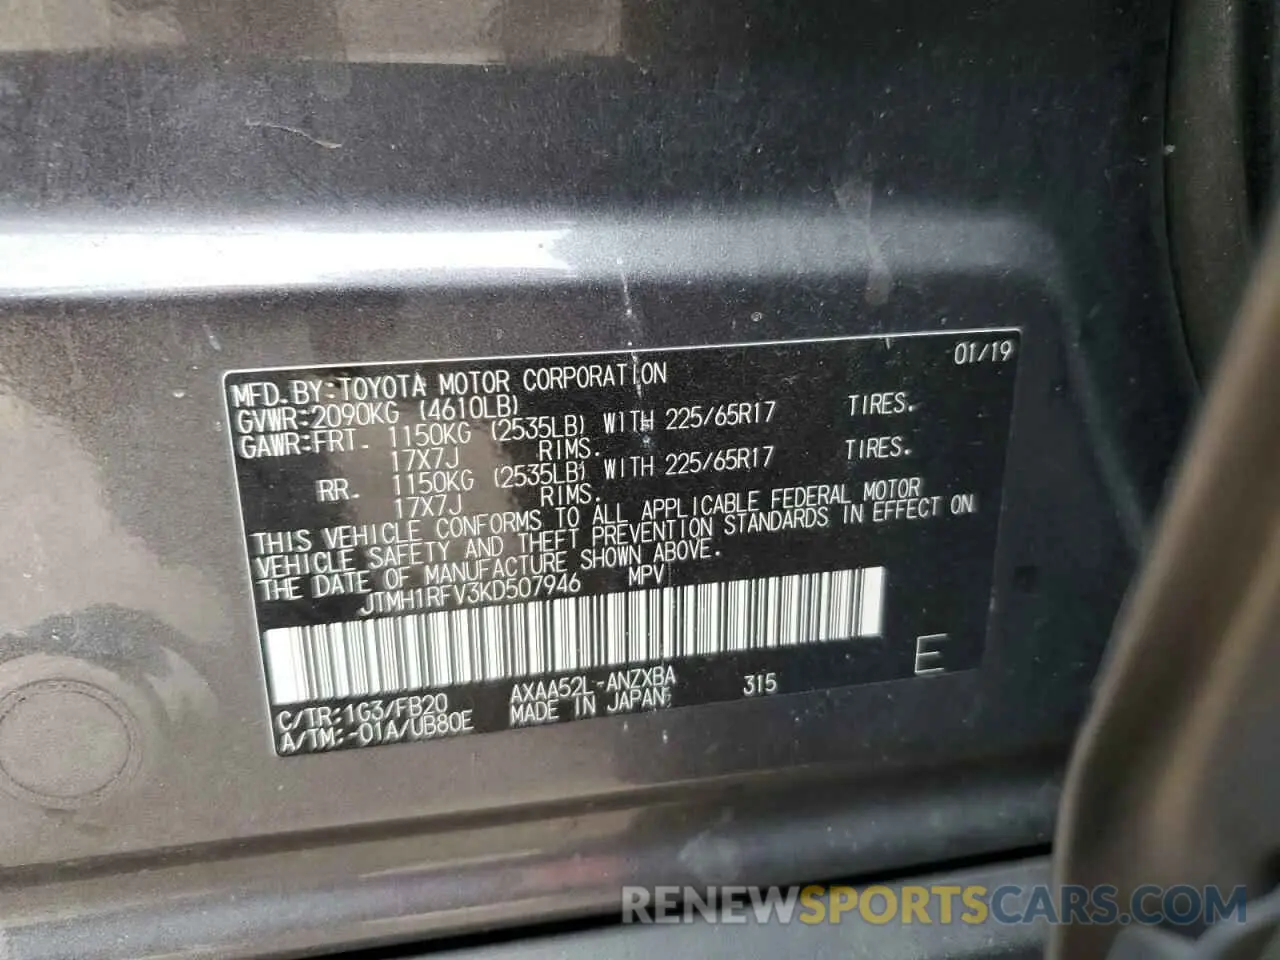 01/19
MFD. BY:TOYOTA MOTOR CORPORATION
GVWR:2090KG (4610LB)
GAWR:FRT. 1150KG (2535LB) WITH 225/65R17 TIRES.
17X7J RIMS.
RR. 1150KG (2535LB) WITH 225/65R17 TIRES.
17X7J RIMS.
THIS VEHICLE CONFORMS TO ALL APPLICABLE FEDERAL MOTOR
VEHICLE SAFETY AND THEFT PREVENTION STANDARDS IN EFFECT ON
THE DATE OF MANUFACTURE SHOWN ABOVE.
JTMH1RFV3KD507946 MPV
E
C/TR:1G3/FB20 AXAA52L-ANZXBA 315
A/TM:-01A/UB80E MADE IN JAPAN
RENEWSPORTSCARS.COM